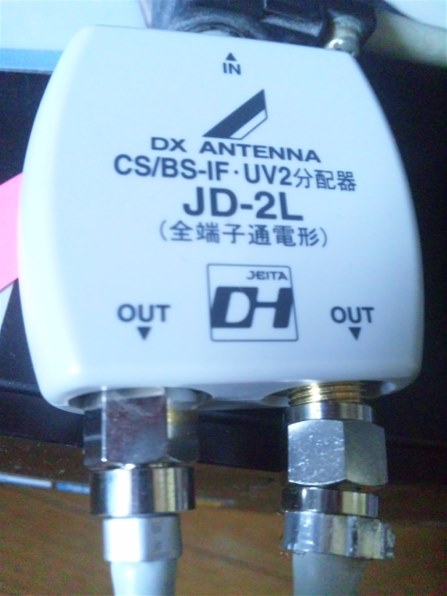 ▲
IN
DX ANTENNA
CS/BS-IF・UV2分配器
JD-2L
(全端子通電形)
JEITA
DH
OUT
▼
OUT
▼